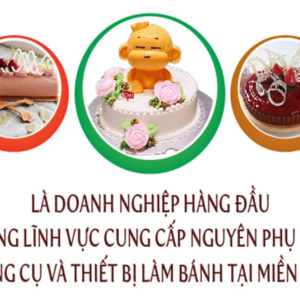 LÀ DOANH NGHIỆP HÀNG ĐẦU
NG LĨNH VỰC CUNG CẤP NGUYÊN PHỤ
NG CỤ VÀ THIẾT BỊ LÀM BÁNH TẠI MIỀN